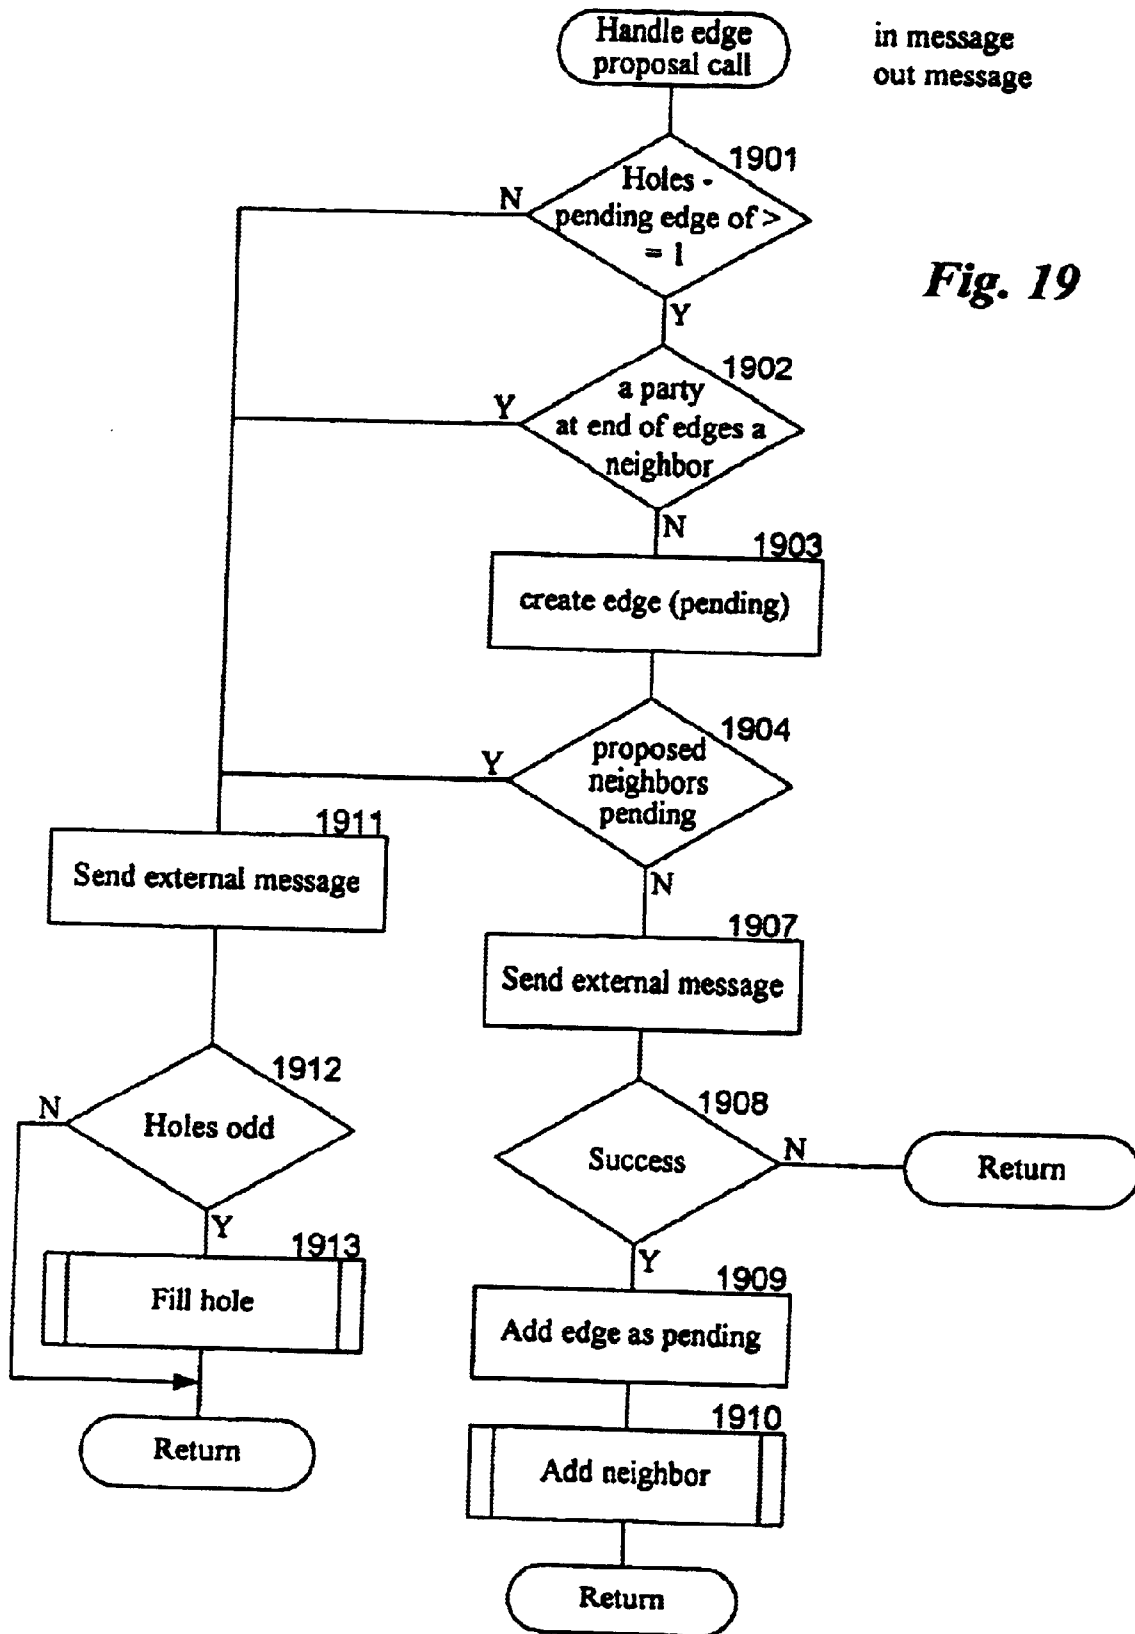 Handle edge
proposal call
in message
out message
1901
Holes -
pending edge of >
= 1
N
Y
Fig. 19
1902
a party
at end of edges a
neighbor
Y
N
1903
create edge (pending)
1904
proposed
neighbors
pending
Y
N
1911
Send external message
1907
Send external message
1912
Holes odd
N
Y
1908
Success
N
Return
Y
1913
Fill hole
1909
Add edge as pending
Return
1910
Add neighbor
Return